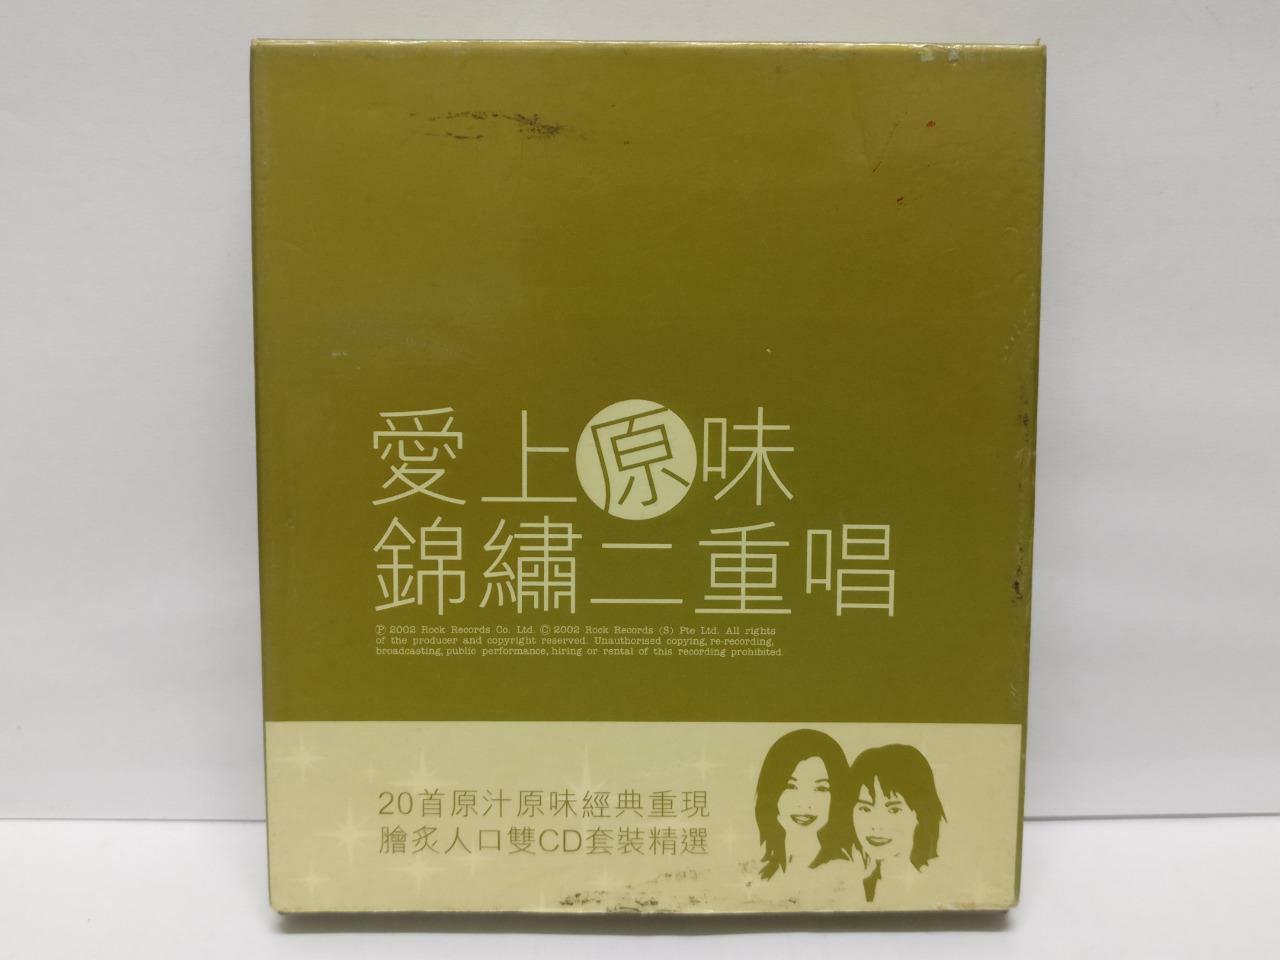 愛上原味
錦繡二重唱
Ⓟ 2002 Rock Records Co. Ltd. © 2002 Rock Records (S) Pte Ltd. All rights
of the producer and copyright reserved. Unauthorised copying, re-recording,
broadcasting, public performance, hiring or rental of this recording prohibited.
20首原汁原味經典重現
膾炙人口雙CD套裝精選